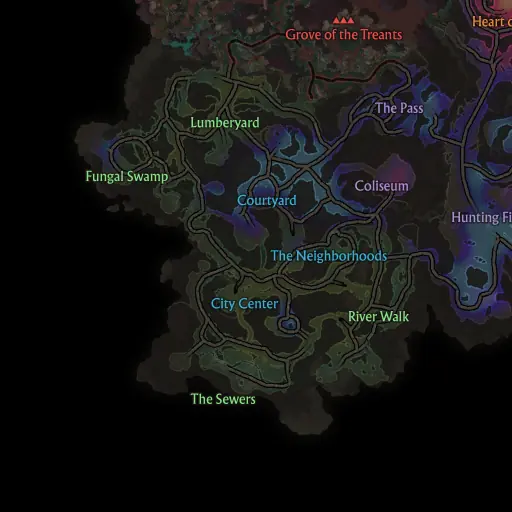 Heart o
Grove of the Treants
The Pass
Lumberyard
Fungal Swamp
Coliseum
Courtyard
Hunting Fi
The Neighborhoods
City Center
River Walk
The Sewers